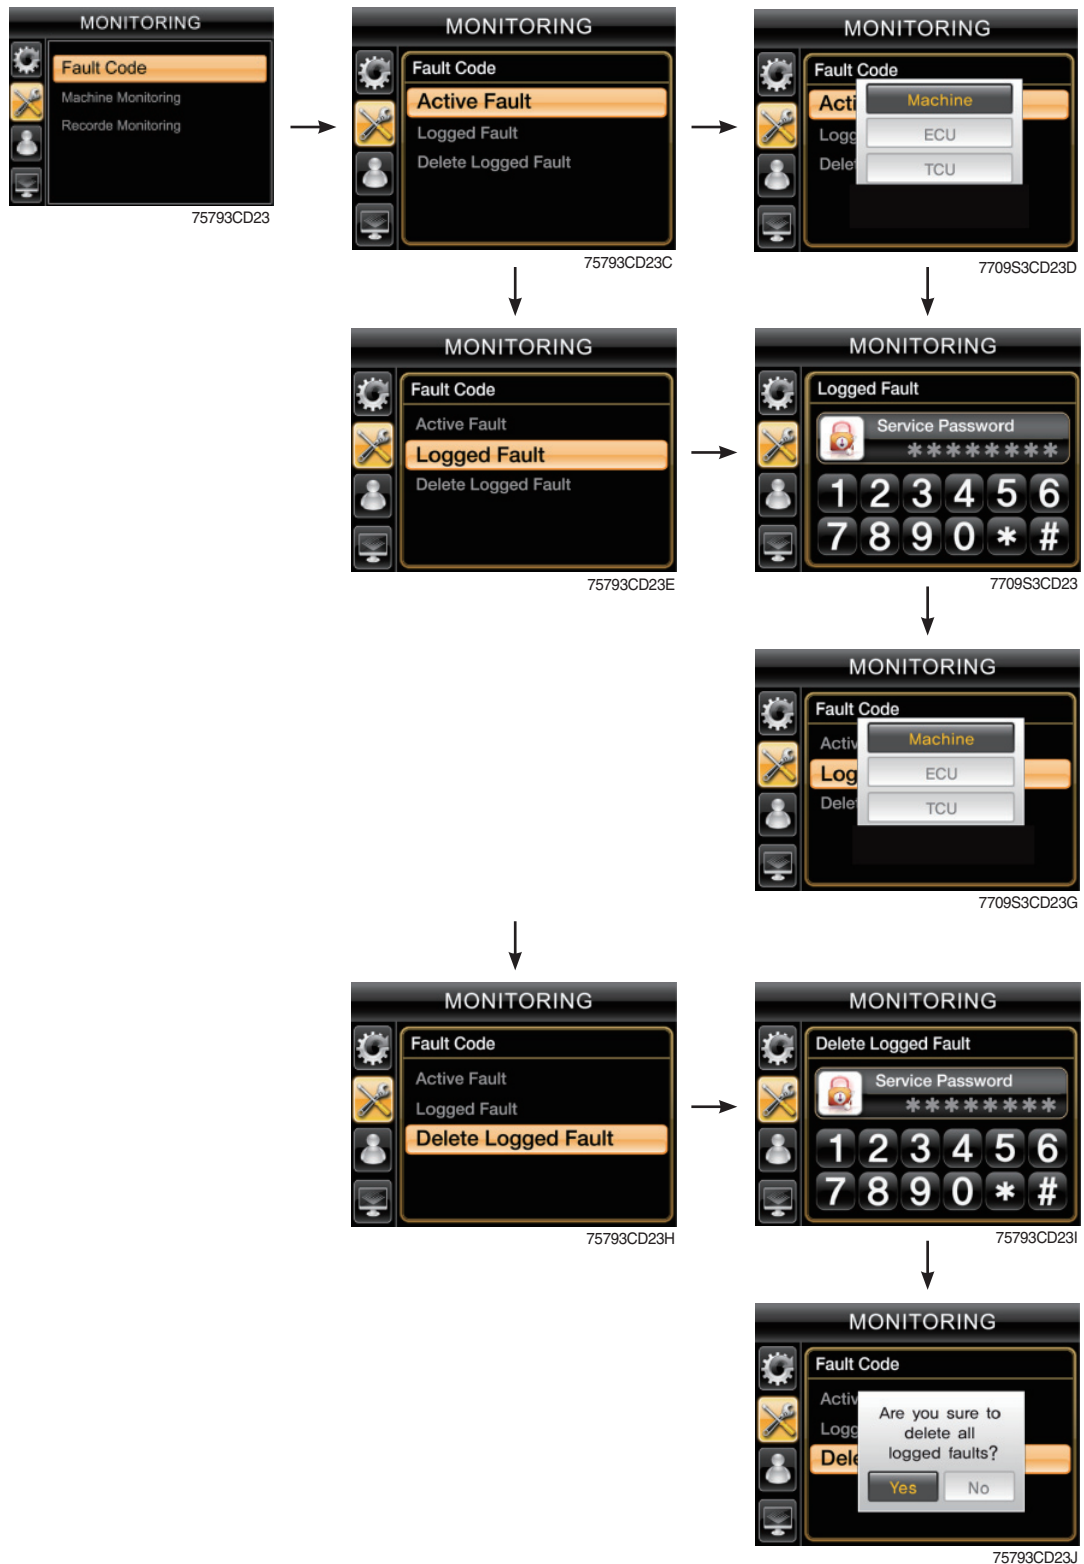 MONITORING
Fault Code
Machine Monitoring
Recorde Monitoring
75793CD23
MONITORING
Fault Code
Active Fault
Logged Fault
Delete Logged Fault
75793CD23C
MONITORING
Fault Code
Acti
Logg
Dele
Machine
ECU
TCU
7709S3CD23D
MONITORING
Fault Code
Active Fault
Logged Fault
Delete Logged Fault
75793CD23E
MONITORING
Logged Fault
Service Password
********
1 2 3 4 5 6
7 8 9 0 * #
7709S3CD23
MONITORING
Fault Code
Activ
Log
Dele
Machine
ECU
TCU
7709S3CD23G
MONITORING
Fault Code
Active Fault
Logged Fault
Delete Logged Fault
75793CD23H
MONITORING
Delete Logged Fault
Service Password
********
1 2 3 4 5 6
7 8 9 0 * #
75793CD23I
MONITORING
Fault Code
Activ
Logg
Dele
Are you sure to
delete all
logged faults?
Yes No
75793CD23J